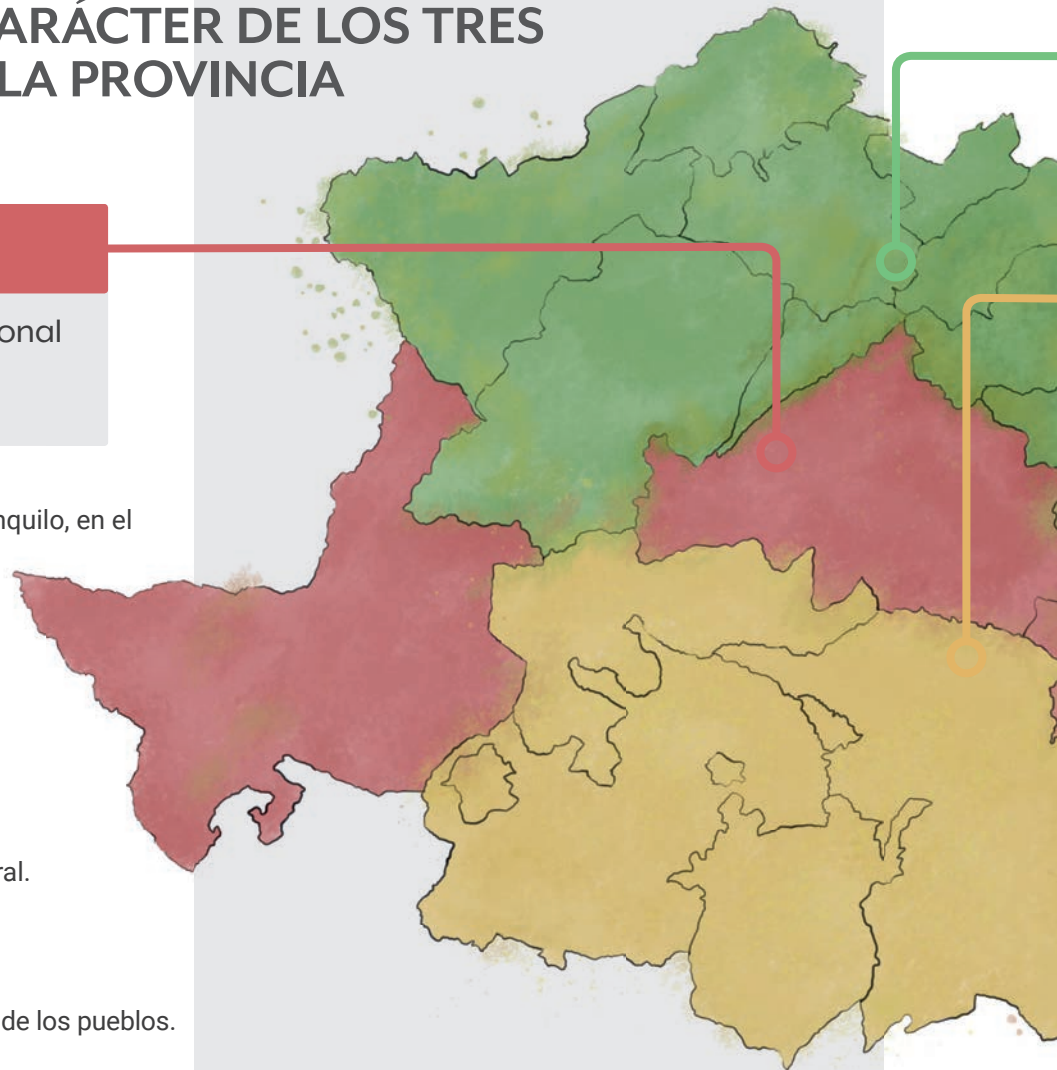 ARÁCTER DE LOS TRES
LA PROVINCIA
onal
nquilo, en el
ral.
de los pueblos.